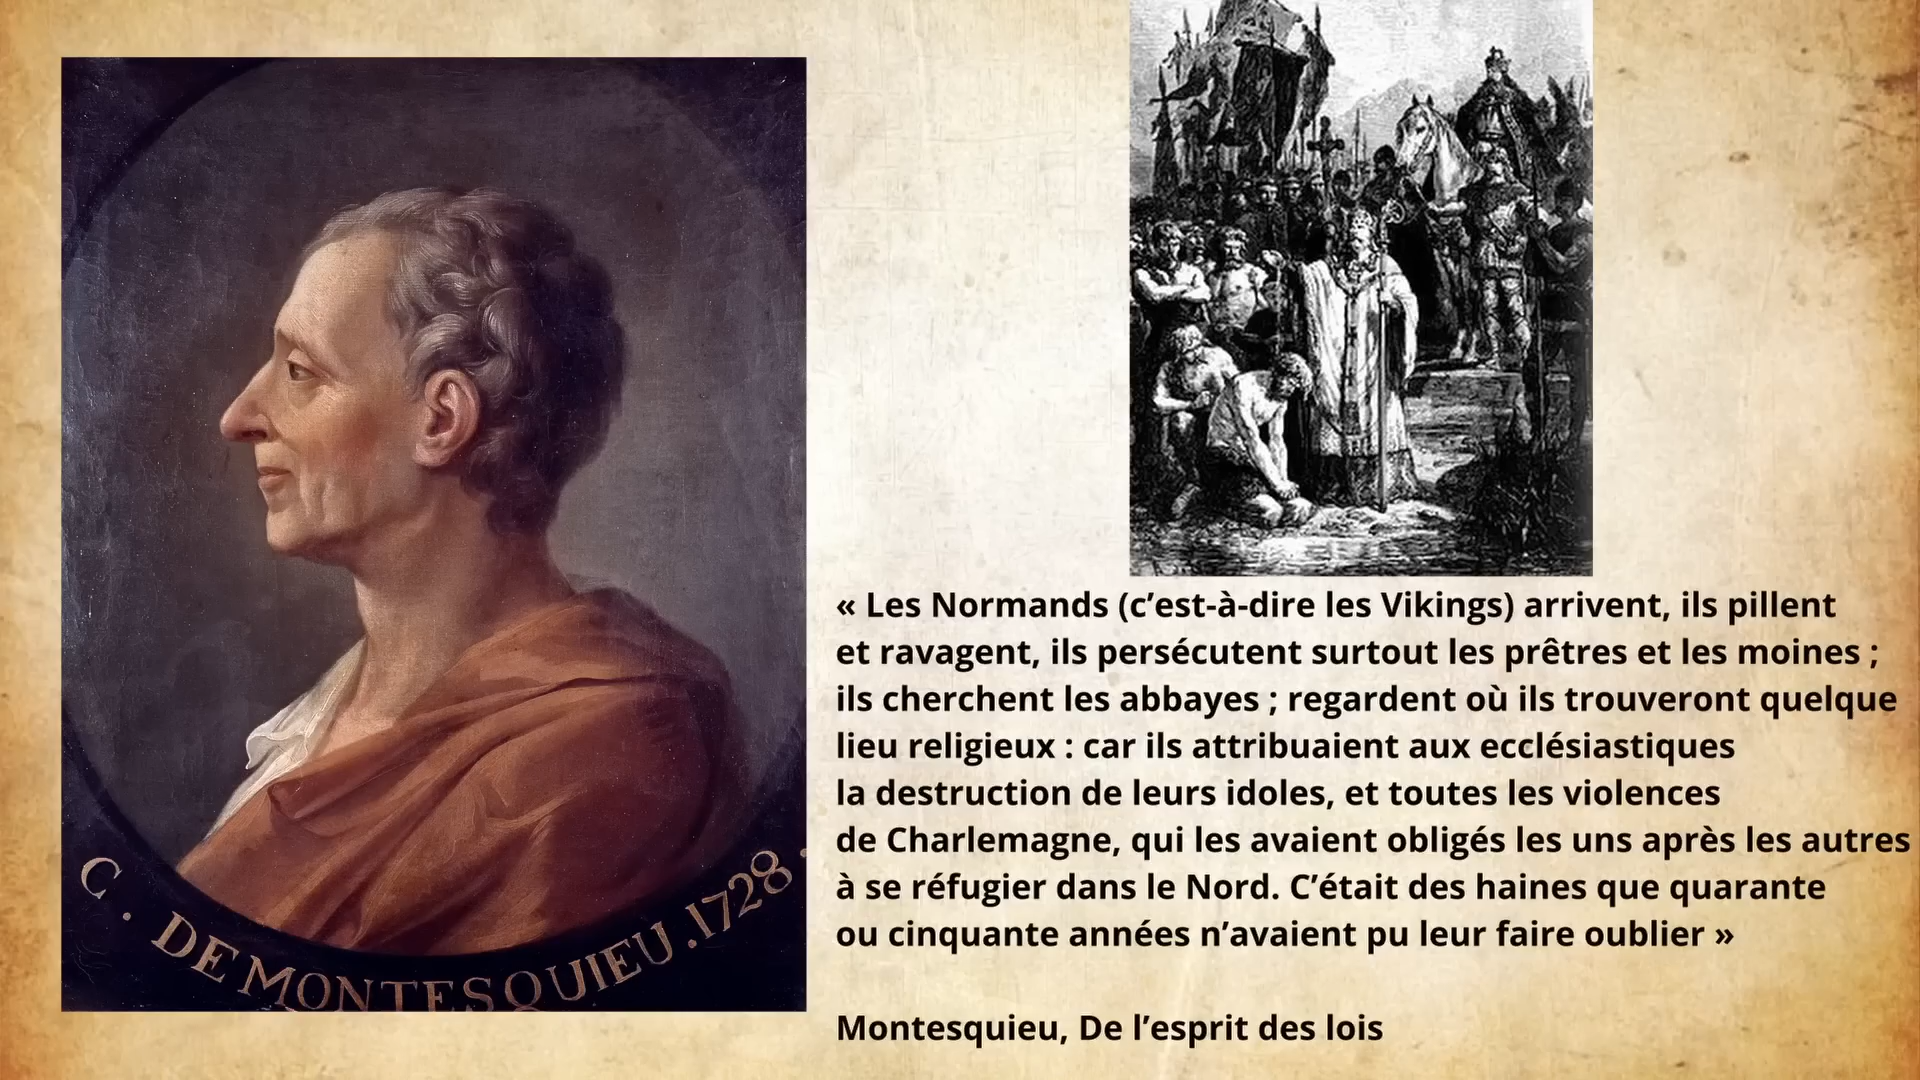 C. DE MONTESQUIEU.1728.
« Les Normands (c’est-à-dire les Vikings) arrivent, ils pillent
et ravagent, ils persécutent surtout les prêtres et les moines ;
ils cherchent les abbayes ; regardent où ils trouveront quelque
lieu religieux : car ils attribuaient aux ecclésiastiques
la destruction de leurs idoles, et toutes les violences
de Charlemagne, qui les avaient obligés les uns après les autres
à se réfugier dans le Nord. C’était des haines que quarante
ou cinquante années n’avaient pu leur faire oublier »
Montesquieu, De l’esprit des lois